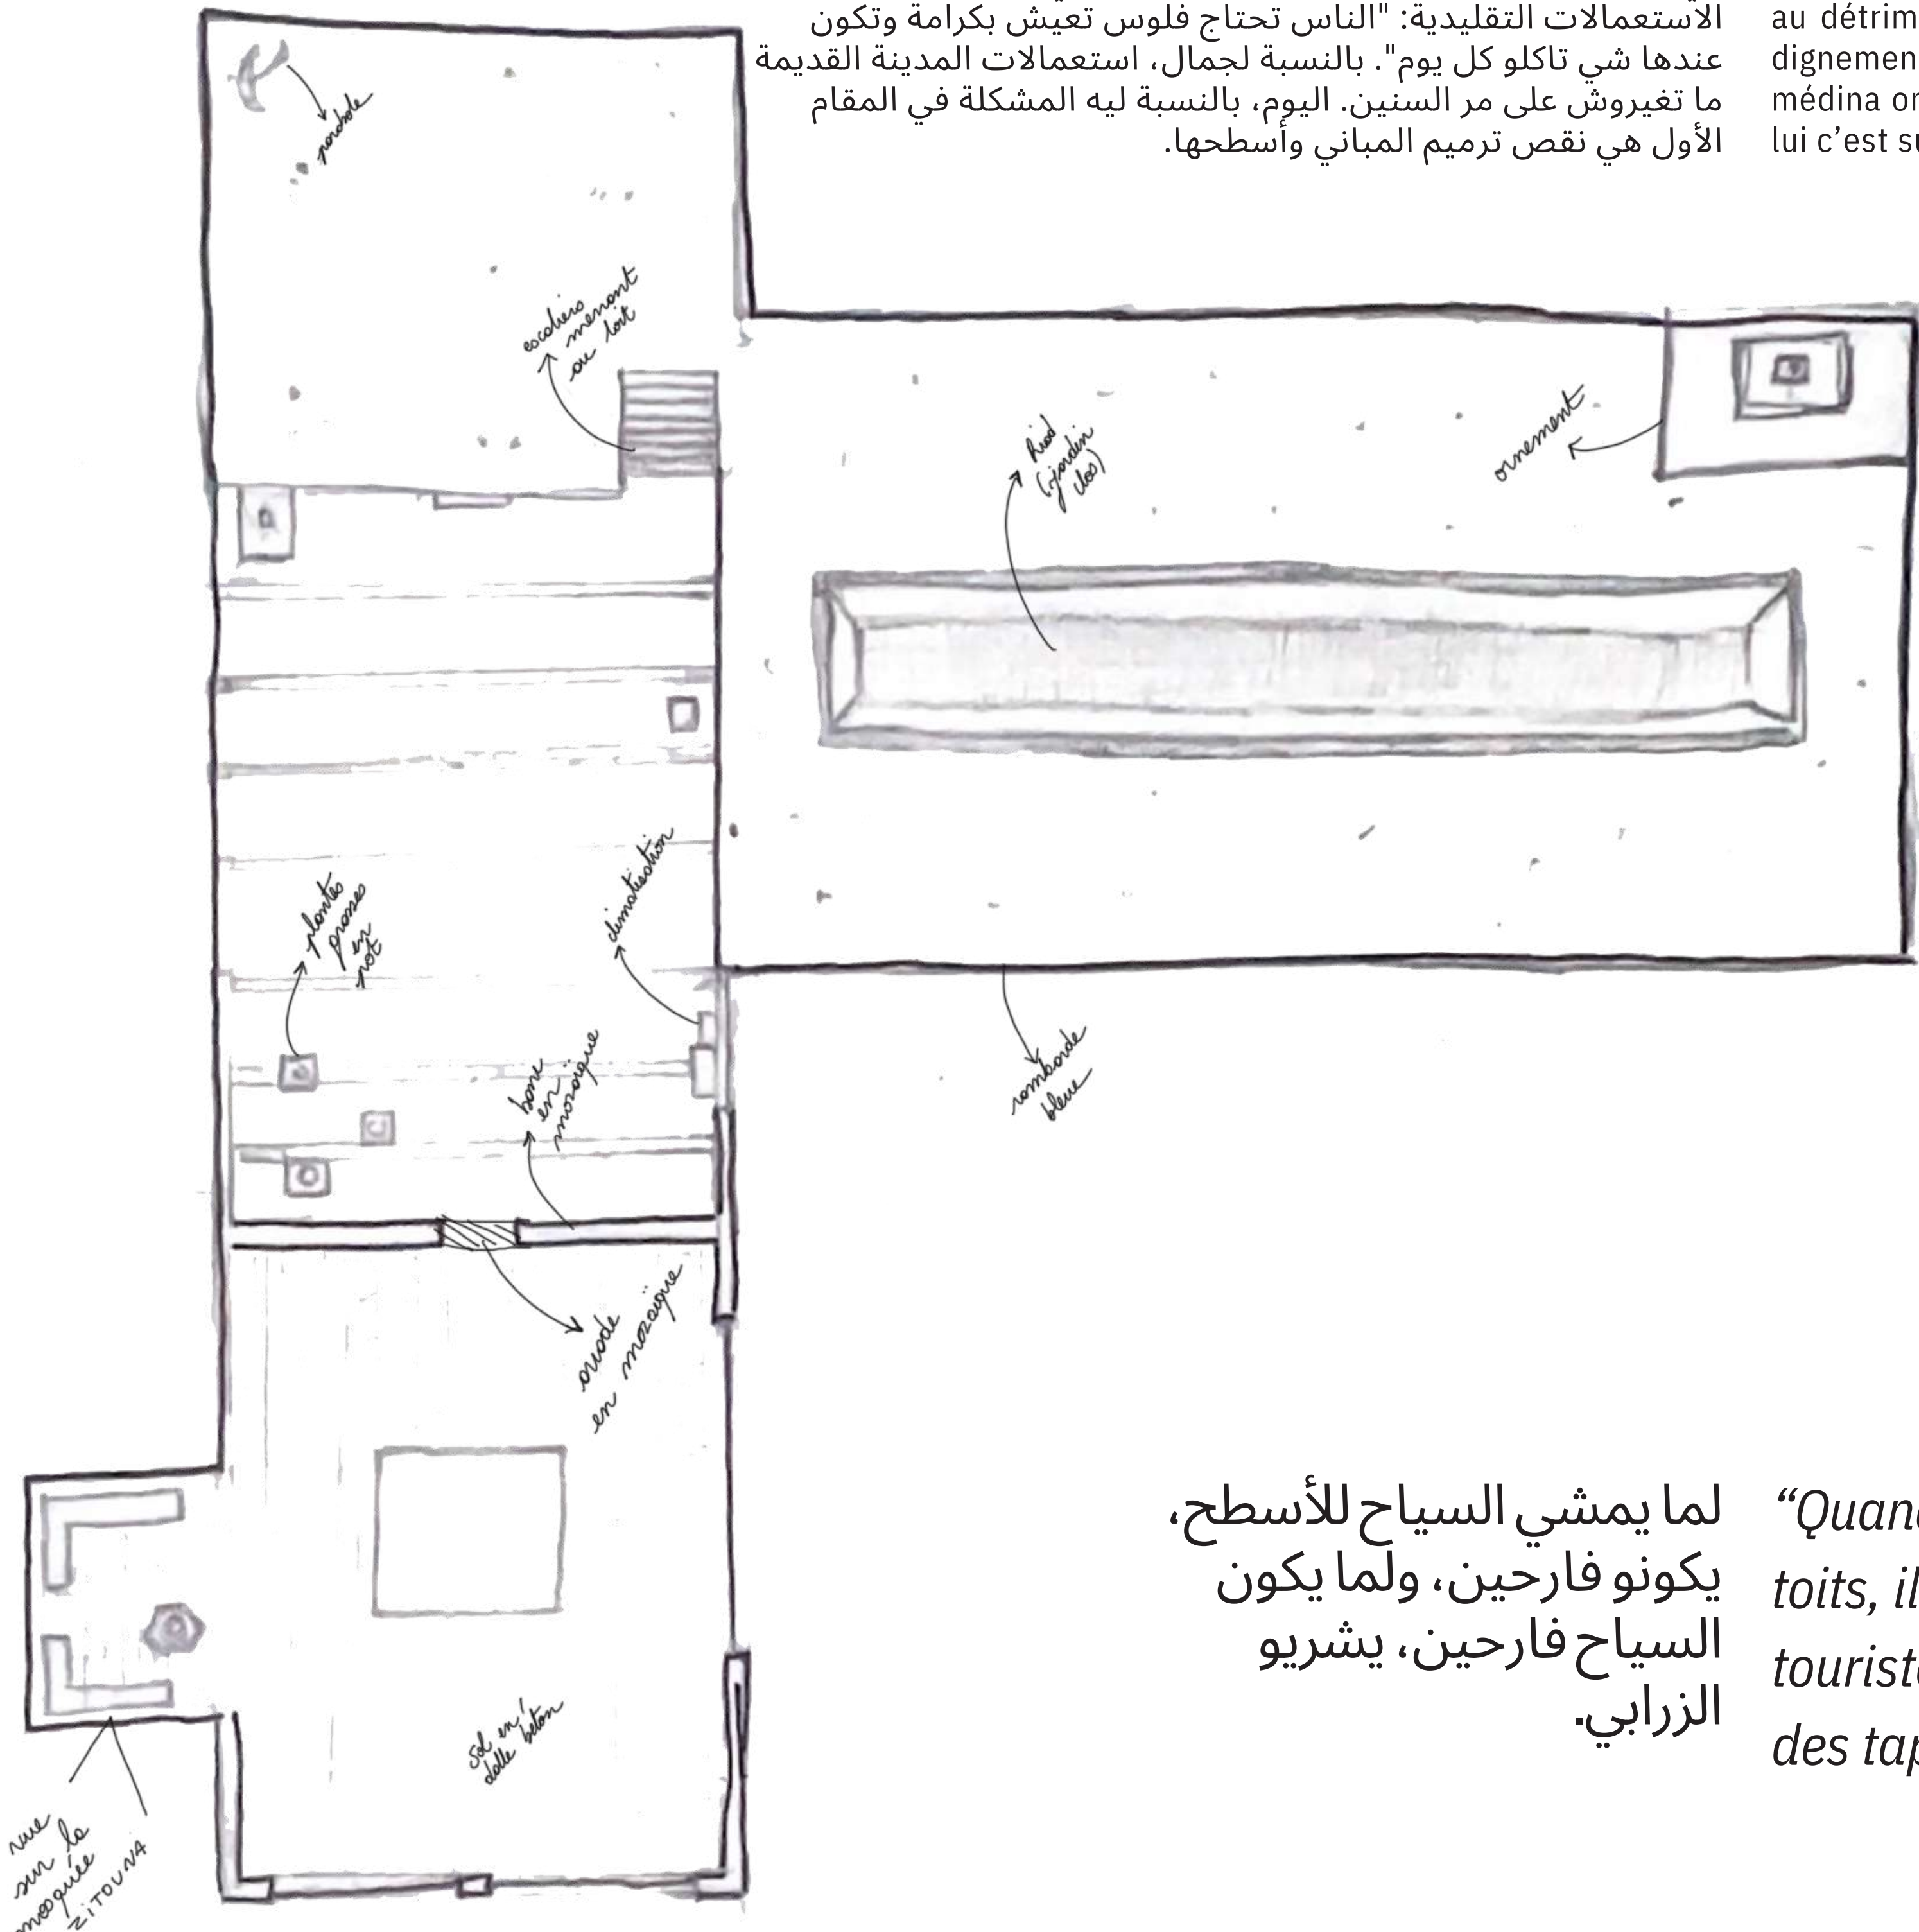 الاستعمالات التقليدية: "الناس تحتاج فلوس تعيش بكرامة وتكون
عندها شي تاكلو كل يوم". بالنسبة لجمال، استعمالات المدينة القديمة
ما تغيروش على مر السنين. اليوم، بالنسبة ليه المشكلة في المقام
الأول هي نقص ترميم المباني وأسطحها.
au détrim
dignemen
médina or
lui c'est su
parabole
escaliers
menant
au toit
Riad
(jardin
clos)
ornement
climatisation
plantes
grasses
en
pot
banc
en
mozaïque
rambarde
bleue
arcade
en mozaïque
sol en
dalle béton
vue
sur la
mosquée
ZITOUNA
لما يمشي السياح للأسطح،
يكونو فارحين، ولما يكون
السياح فارحين، يشريو
الزرابي.
“Quand
toits, il
touriste
des tap